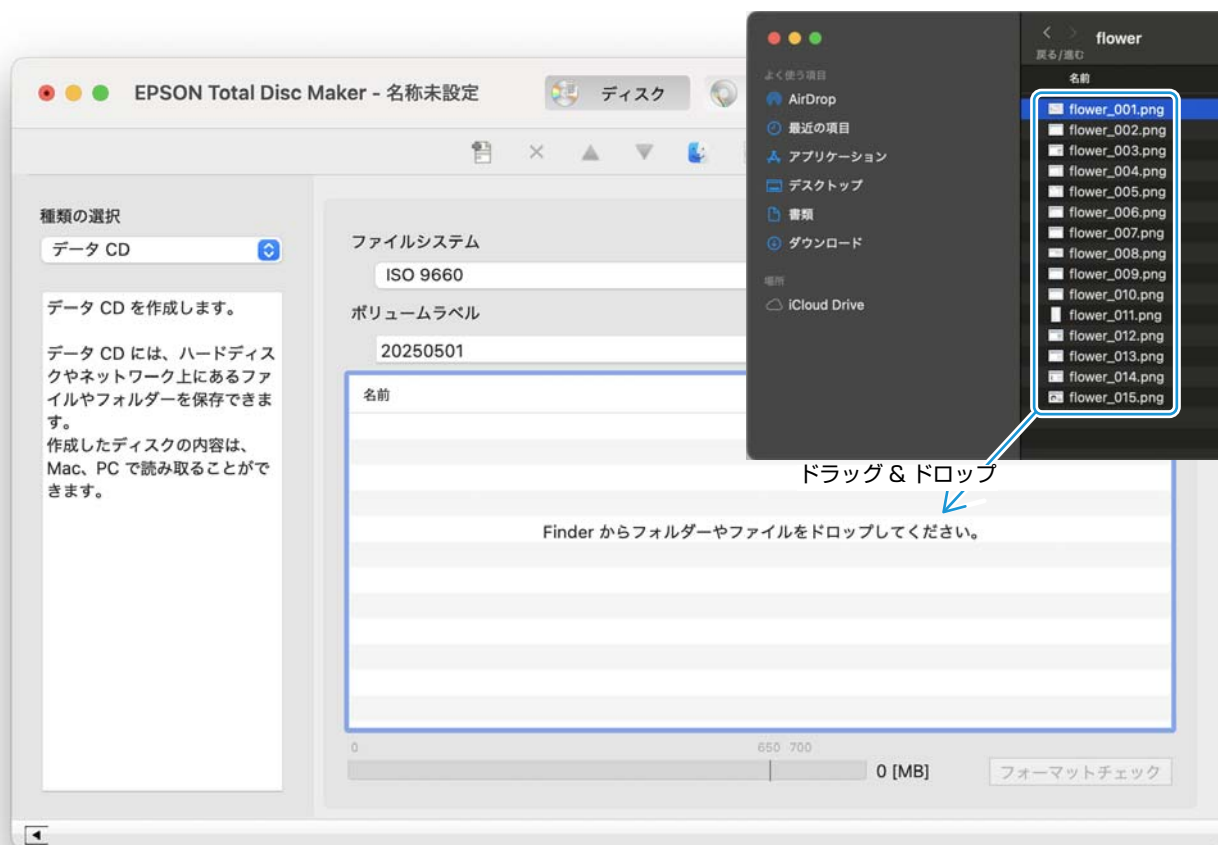 EPSON Total Disc Maker - 名称未設定
ディスク
種類の選択
データ CD
データ CD を作成します。
データ CD には、ハードディス
クやネットワーク上にあるファ
イルやフォルダーを保存できま
す。
作成したディスクの内容は、
Mac、PC で読み取ることがで
きます。
ファイルシステム
ISO 9660
ボリュームラベル
20250501
名前
Finder からフォルダーやファイルをドロップしてください。
0
650 700
0 [MB]
フォーマットチェック
よく使う項目
AirDrop
最近の項目
アプリケーション
デスクトップ
書類
ダウンロード
場所
iCloud Drive
flower
戻る/進む
名前
flower_001.png
flower_002.png
flower_003.png
flower_004.png
flower_005.png
flower_006.png
flower_007.png
flower_008.png
flower_009.png
flower_010.png
flower_011.png
flower_012.png
flower_013.png
flower_014.png
flower_015.png
ドラッグ & ドロップ